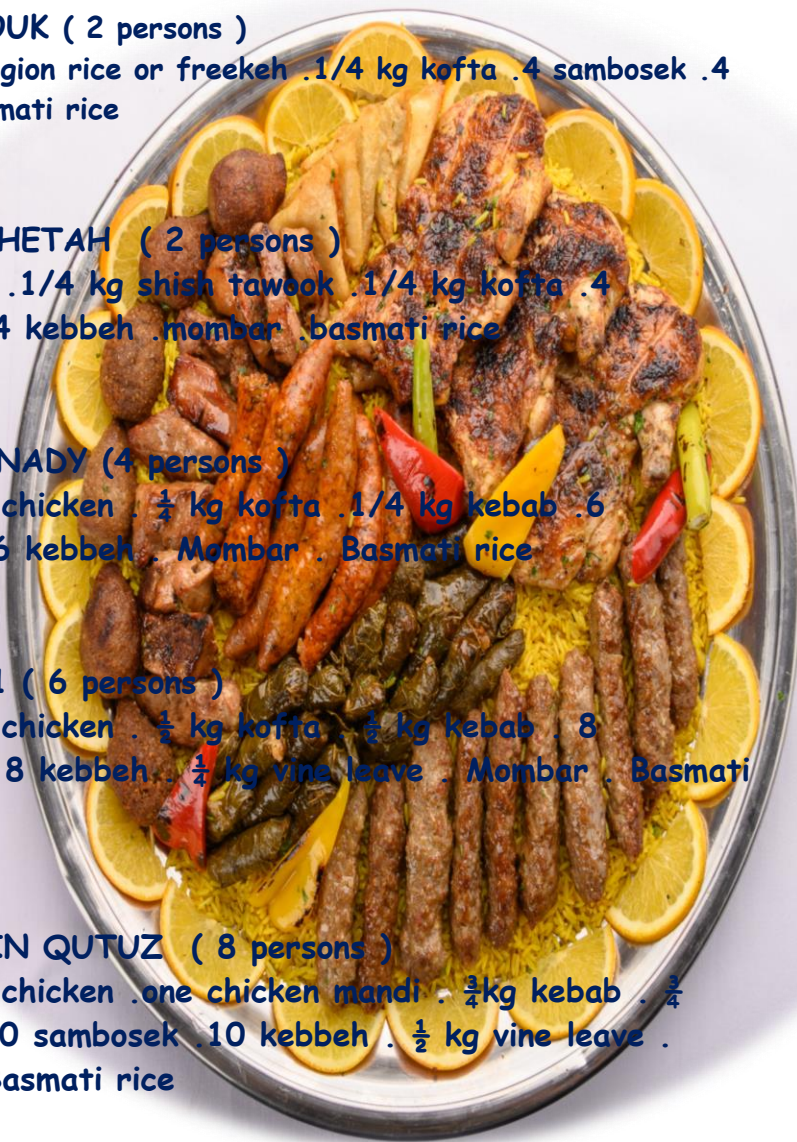 OUK ( 2 persons )
gion rice or freekeh .1/4 kg kofta .4 sambosek .4
mati rice
HETAH ( 2 persons )
.1/4 kg shish tawook .1/4 kg kofta .4
4 kebbeh .mombar .basmati rice
NADY (4 persons )
chicken . ¼ kg kofta .1/4 kg kebab .6
6 kebbeh . Mombar . Basmati rice
( 6 persons )
chicken . ½ kg kofta . ½ kg kebab . 8
8 kebbeh . ¼ kg vine leave . Mombar . Basmati
EN QUTUZ ( 8 persons )
chicken .one chicken mandi . ¾kg kebab . ¾
0 sambosek .10 kebbeh . ½ kg vine leave .
Basmati rice